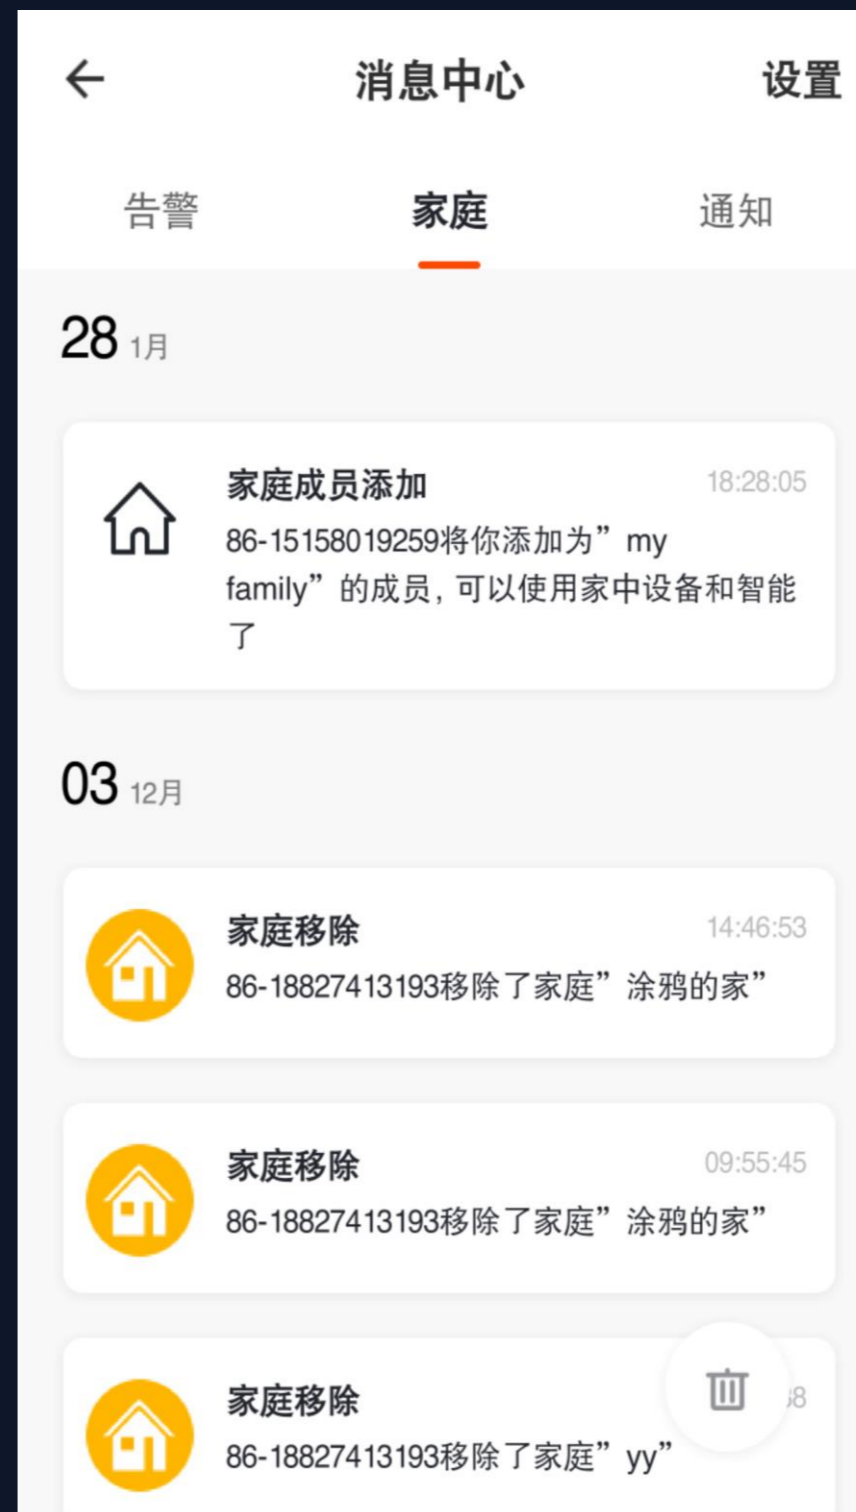 消息中心
设置
告警
家庭
通知
28 1月
家庭成员添加
18:28:05
86-15158019259将你添加为”my
family”的成员, 可以使用家中设备和智能
了
03 12月
家庭移除
14:46:53
86-18827413193移除了家庭”涂鸦的家”
家庭移除
09:55:45
86-18827413193移除了家庭”涂鸦的家”
家庭移除
86-18827413193移除了家庭”yy”